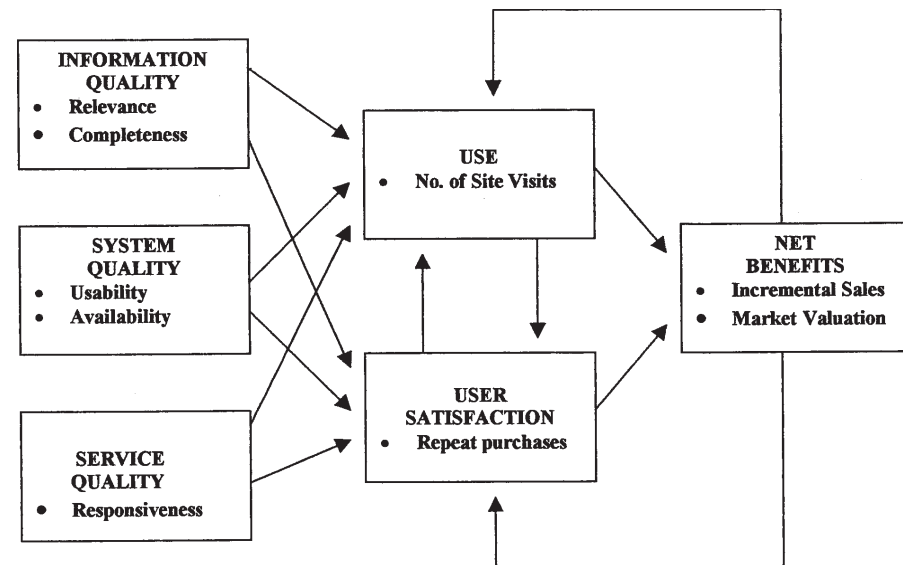 INFORMATION
QUALITY
• Relevance
• Completeness
SYSTEM
QUALITY
• Usability
• Availability
SERVICE
QUALITY
• Responsiveness
USE
• No. of Site Visits
USER
SATISFACTION
• Repeat purchases
NET
BENEFITS
• Incremental Sales
• Market Valuation